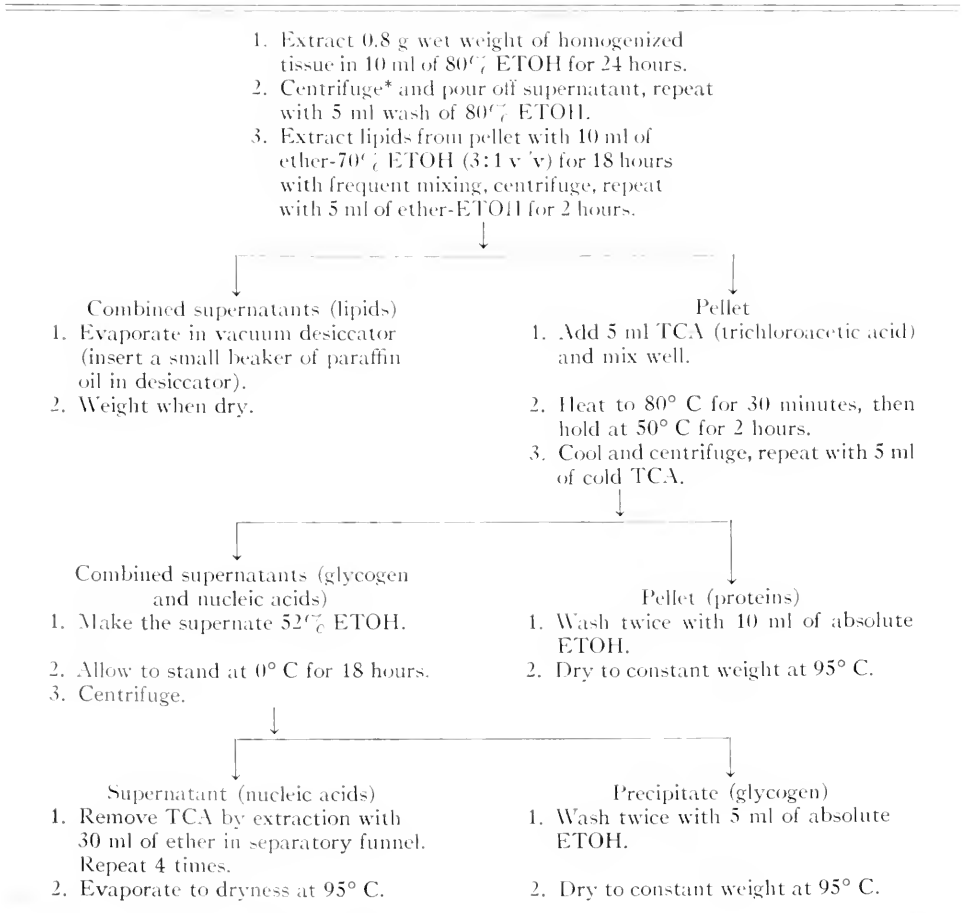 1. Extract 0.8 g wet weight of homogenized
tissue in 10 ml of 80% ETOH for 24 hours.
2. Centrifuge* and pour off supernatant, repeat
with 5 ml wash of 80% ETOH.
3. Extract lipids from pellet with 10 ml of
ether-70% ETOH (3:1 v/v) for 18 hours
with frequent mixing, centrifuge, repeat
with 5 ml of ether-ETOH for 2 hours.
Combined supernatants (lipids)
1. Evaporate in vacuum desiccator
(insert a small beaker of paraffin
oil in desiccator).
2. Weight when dry.
Pellet
1. Add 5 ml TCA (trichloroacetic acid)
and mix well.
2. Heat to 80° C for 30 minutes, then
hold at 50° C for 2 hours.
3. Cool and centrifuge, repeat with 5 ml
of cold TCA.
Combined supernatants (glycogen
and nucleic acids)
1. Make the supernate 52% ETOH.
2. Allow to stand at 0° C for 18 hours.
3. Centrifuge.
Pellet (proteins)
1. Wash twice with 10 ml of absolute
ETOH.
2. Dry to constant weight at 95° C.
Supernatant (nucleic acids)
1. Remove TCA by extraction with
30 ml of ether in separatory funnel.
Repeat 4 times.
2. Evaporate to dryness at 95° C.
Precipitate (glycogen)
1. Wash twice with 5 ml of absolute
ETOH.
2. Dry to constant weight at 95° C.